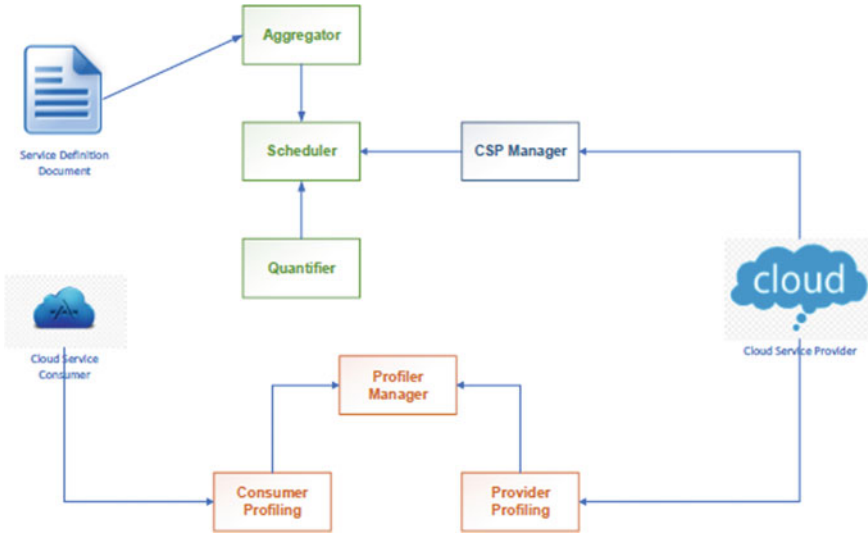 Aggregator
Service Definition
Document
Scheduler
CSP Manager
Quantifier
cloud
Cloud Service
Consumer
Cloud Service Provider
Profiler
Manager
Consumer
Profiling
Provider
Profiling